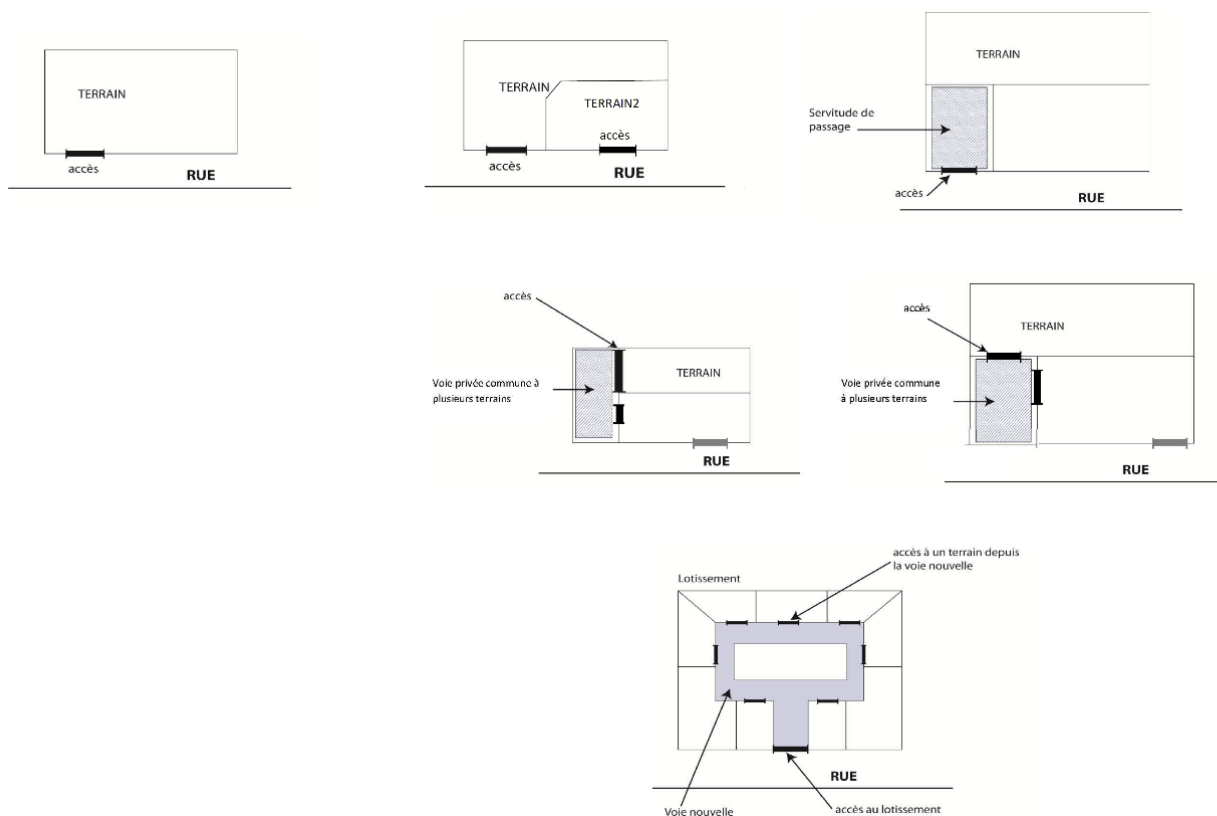 TERRAIN
accès
RUE
TERRAIN
TERRAIN2
accès
accès
RUE
TERRAIN
Servitude de
passage
accès
RUE
accès
TERRAIN
Voie privée commune à
plusieurs terrains
RUE
accès
TERRAIN
Voie privée commune
à plusieurs terrains
RUE
accès à un terrain depuis
la voie nouvelle
Lotissement
RUE
Voie nouvelle
accès au lotissement